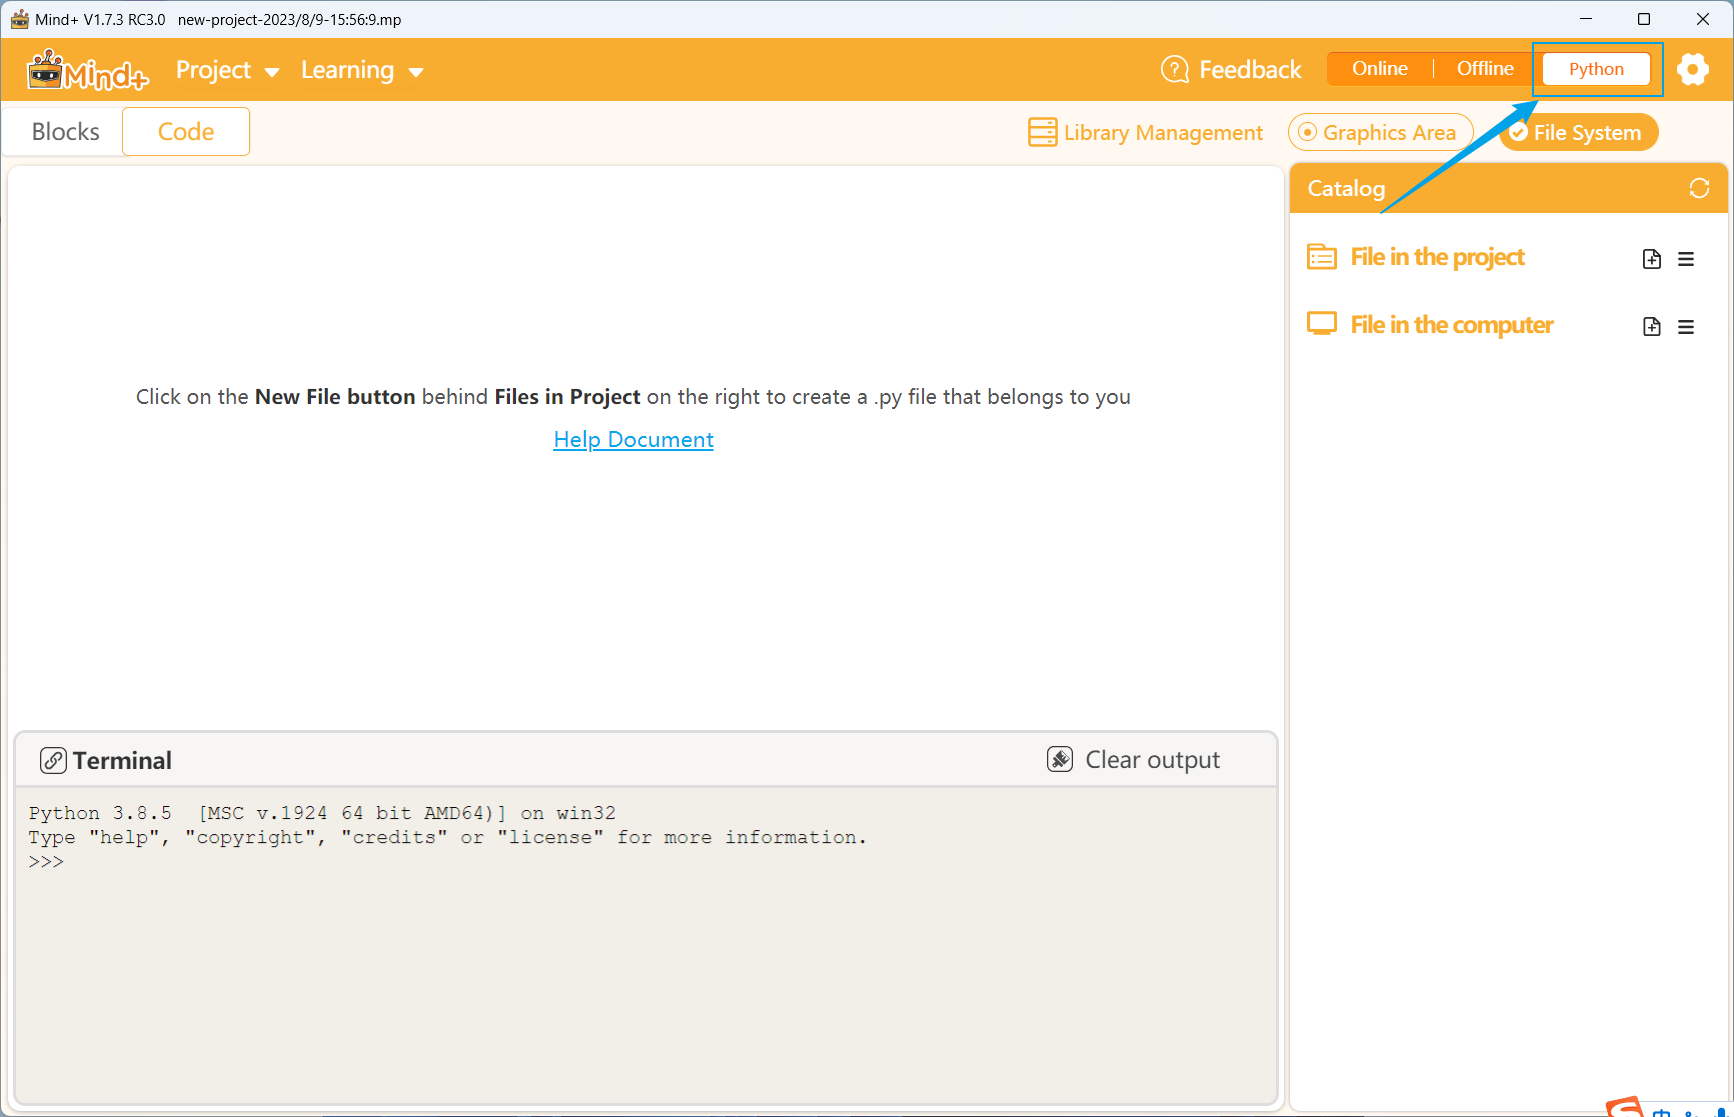 Mind+ V1.7.3 RC3.0 new-project-2023/8/9-15:56:9.mp
Mind+ Project Learning Feedback Online Offline Python
Blocks Code Library Management Graphics Area File System
Catalog
File in the project
File in the computer
Click on the New File button behind Files in Project on the right to create a .py file that belongs to you
Help Document
Terminal Clear output
Python 3.8.5 [MSC v.1924 64 bit AMD64)] on win32
Type "help", "copyright", "credits" or "license" for more information.
>>>